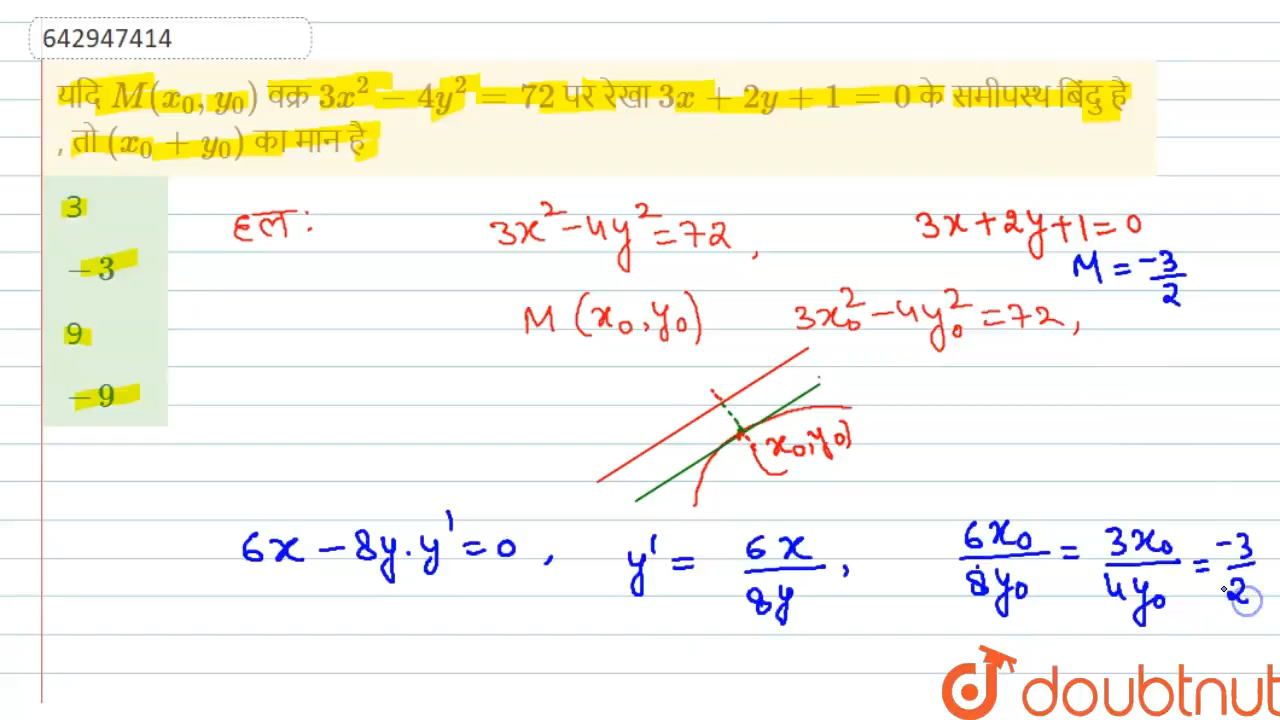 642947414
यदि M(x₀, y₀) वक्र 3x² − 4y² = 72 पर रेखा 3x + 2y + 1 = 0 के समीपस्थ बिंदु है
, तो (x₀ + y₀) का मान है
3
−3
9
−9
हल: 3x² − 4y² = 72, 3x + 2y + 1 = 0
M = -3/2
M (x₀, y₀) 3x₀² − 4y₀² = 72,
(x₀, y₀)
6x − 8y . y' = 0, y' = 6x/8y, 6x₀/8y₀ = 3x₀/4y₀ = -3/2
doubtnut